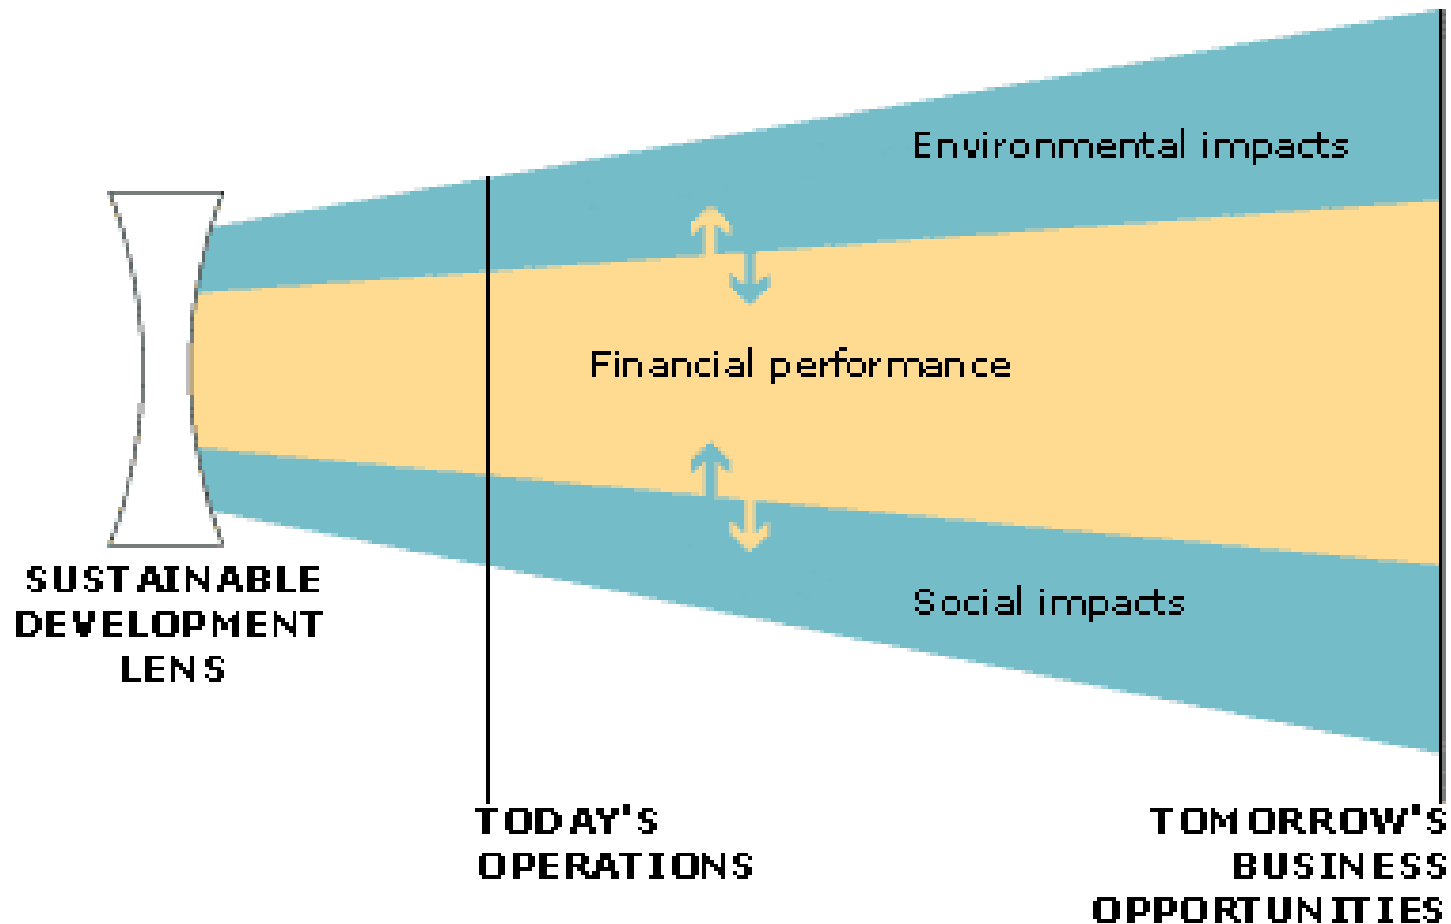 Environmental impacts
Financial performance
Social impacts
SUSTAINABLE
DEVELOPMENT
LENS
TODAY'S
OPERATIONS
TOMORROW'S
BUSINESS
OPPORTUNITIES